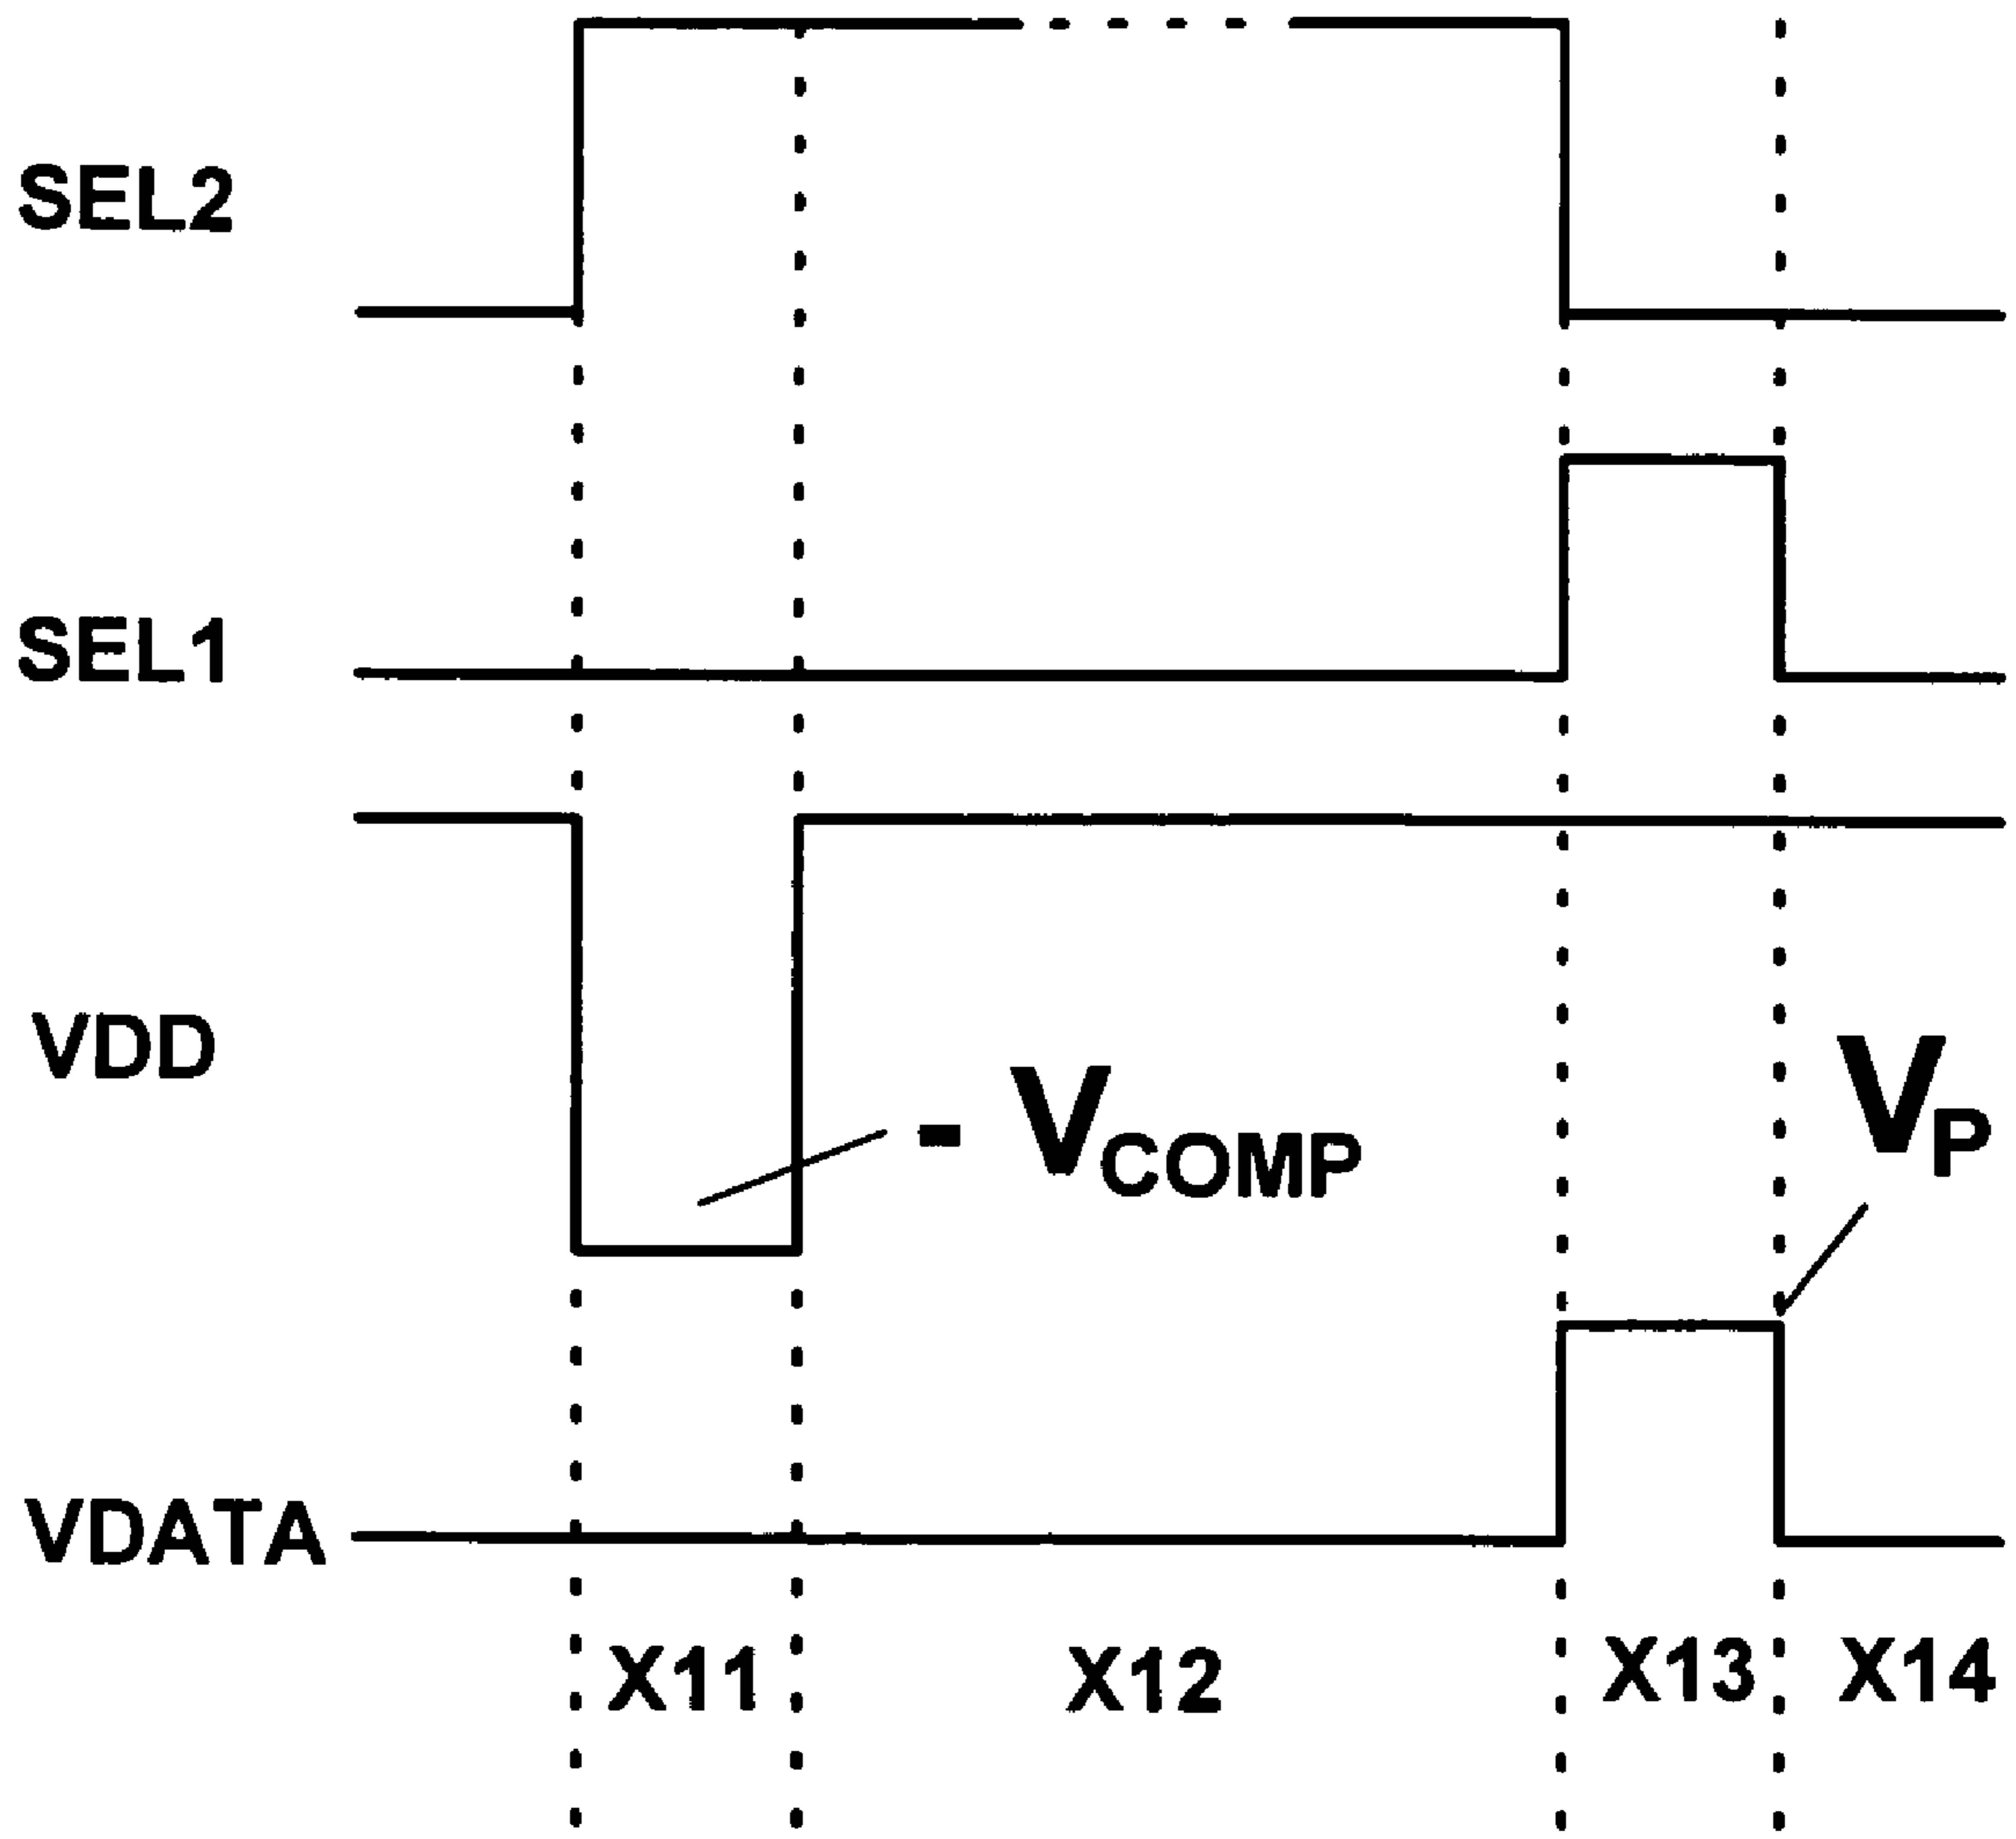 SEL2
SEL1
VDD
- VCOMP
VP
VDATA
X11
X12
X13
X14